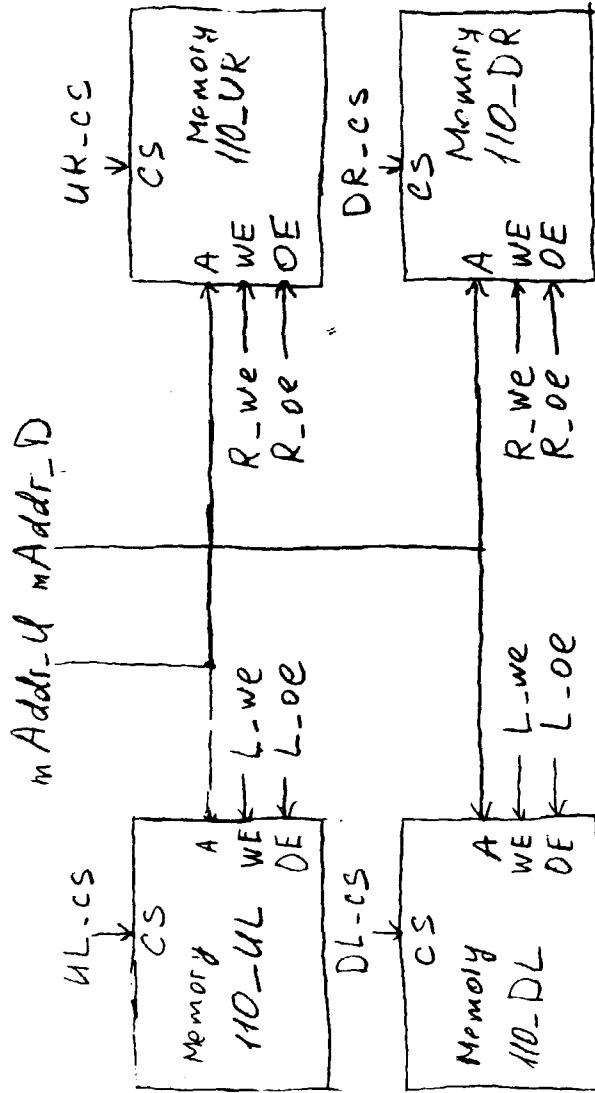 mAddr_U mAddr_D
UL-CS
CS
A
WE
OE
Memory
110_UL
L_we
L_oe
UR-CS
CS
A
WE
OE
Memory
110_UR
R_we
R_oe
DL-CS
CS
A
WE
OE
Memory
110_DL
L_we
L_oe
DR-CS
CS
A
WE
OE
Memory
110_DR
R_we
R_oe